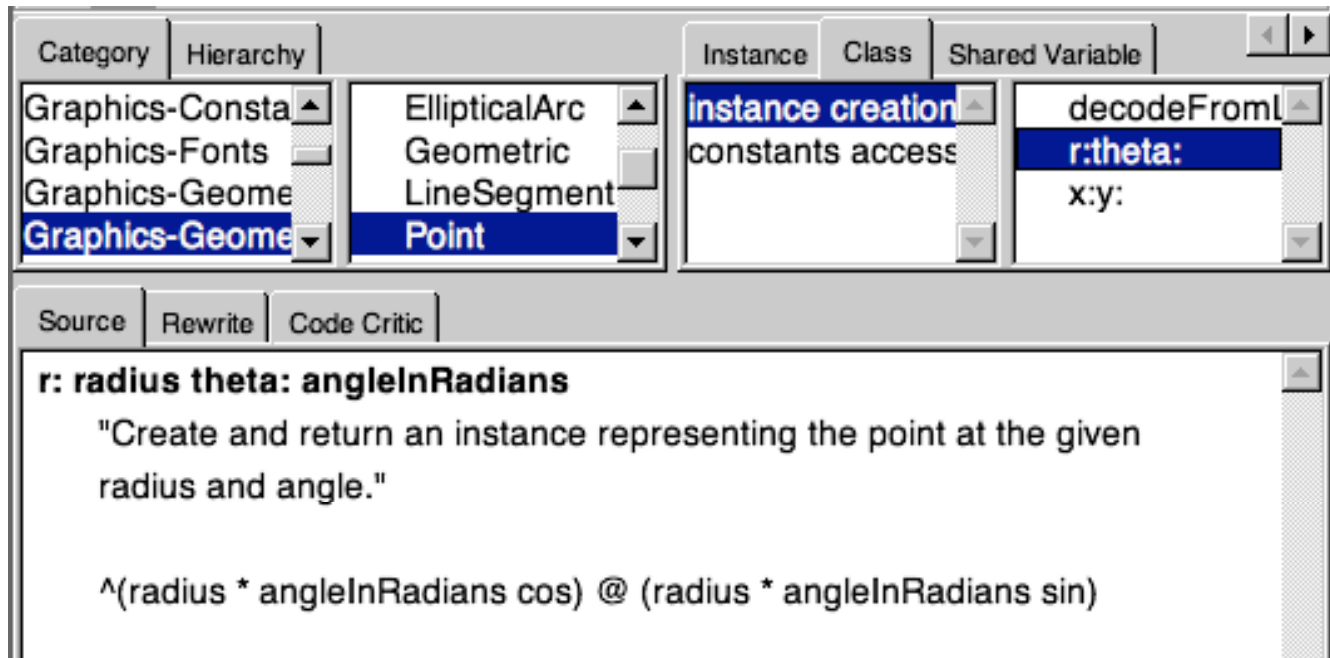 Category
Hierarchy
Instance
Class
Shared Variable
Graphics-Consta
Graphics-Fonts
Graphics-Geome
Graphics-Geome
EllipticalArc
Geometric
LineSegment
Point
instance creation
constants access
decodeFromL
r:theta:
x:y:
Source
Rewrite
Code Critic
r: radius theta: angleInRadians
"Create and return an instance representing the point at the given
radius and angle."
^(radius * angleInRadians cos) @ (radius * angleInRadians sin)